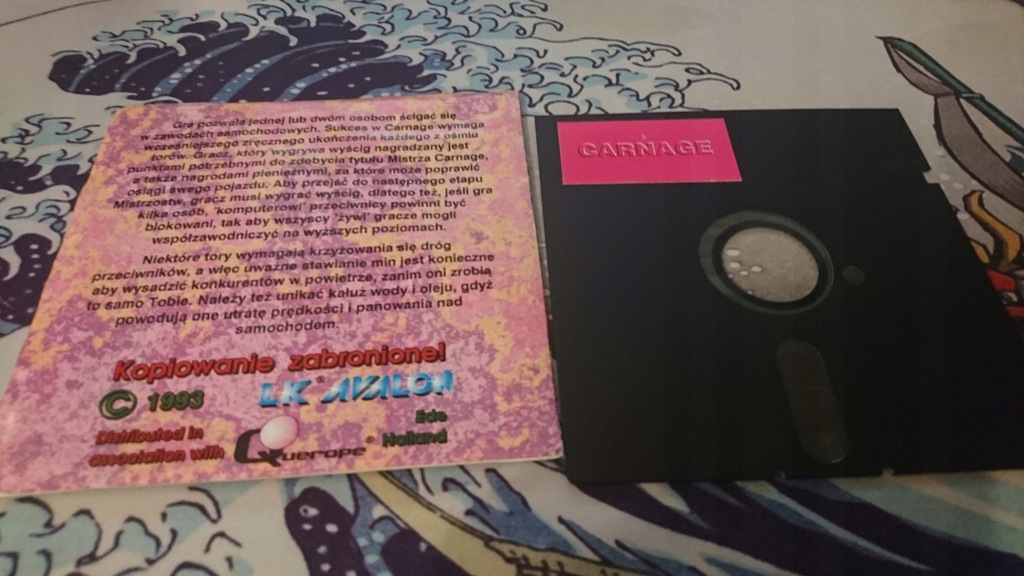 Gra pozwala jednej lub dwóm osobom ścigać się
w zawodach samochodowych. Sukces w Carnage wymaga
wcześniejszego zręcznego ukończenia każdego z ośmiu
torów. Gracz, który wygrywa wyścig nagradzany jest
punktami potrzebnymi do zdobycia tytułu Mistrza Carnage,
a także nagrodami pieniężnymi, za które może poprawić
osiągi swego pojazdu. Aby przejść do następnego etapu
Mistrzostw, gracz musi wygrać wyścig, dlatego też, jeśli gra
kilka osób, 'komputerowi' przeciwnicy powinni być
blokowani, tak aby wszyscy 'żywi' gracze mogli
współzawodniczyć na wyższych poziomach.
Niektóre tory wymagają krzyżowania się dróg
przeciwników, a więc uważne stawianie min jest konieczne
aby wysadzić konkurentów w powietrze, zanim oni zrobią
to samo Tobie. Należy też unikać kałuż wody i oleju, gdyż
powodują one utratę prędkości i panowania nad
samochodem.
Kopiowanie zabronione!
© 1993 LK® AVALON
Distributed in
association with Querope® Ede
Holland
CARNAGE